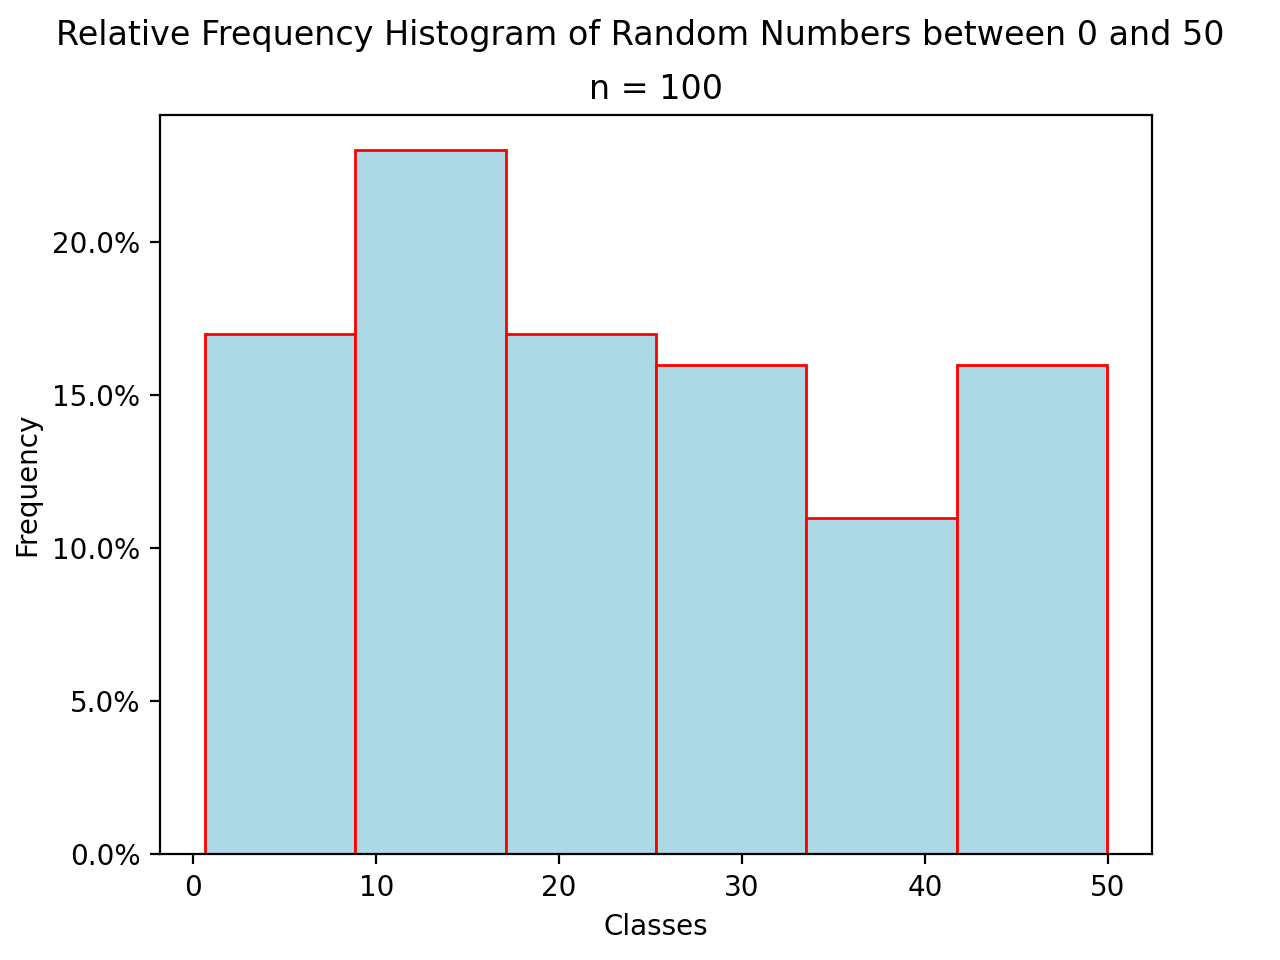 Relative Frequency Histogram of Random Numbers between 0 and 50
n = 100
20.0%
15.0%
10.0%
5.0%
0.0%
Frequency
0 10 20 30 40 50
Classes